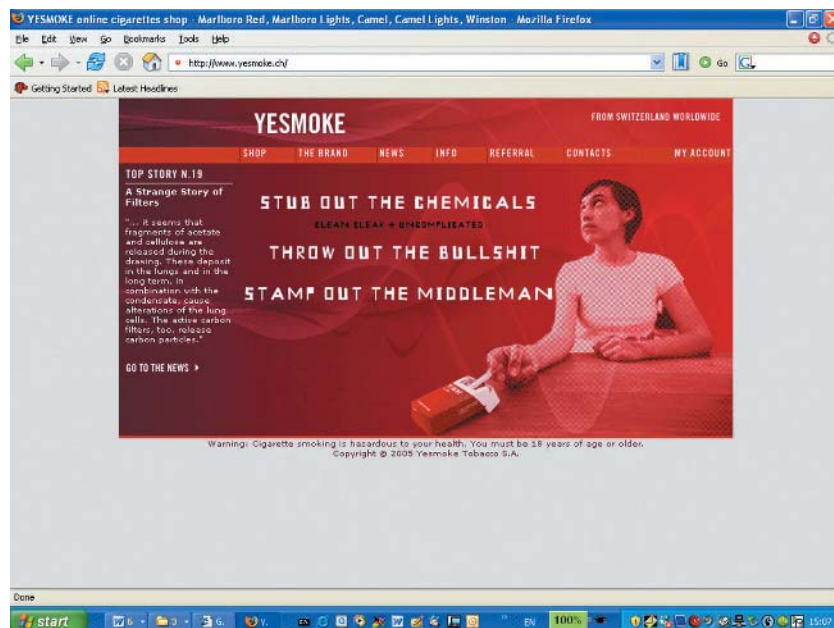 YESMOKE online cigarettes shop - Marlboro Red, Marlboro Lights, Camel, Camel Lights, Winston - Mozilla Firefox
File Edit View Go Bookmarks Tools Help
http://www.yesmoke.ch/
Go
Getting Started Latest Headlines
YESMOKE
FROM SWITZERLAND WORLDWIDE
SHOP THE BRAND NEWS INFO REFERRAL CONTACTS MY ACCOUNT
TOP STORY N.19
A Strange Story of
Filters
"... it seems that
fragments of acetate
and cellulose are
released during the
drawing. These deposit
in the lungs and in the
long term, in
combination with the
condensate, cause
alterations of the lung
cells. The active carbon
filters, too, release
carbon particles."
GO TO THE NEWS
STUB OUT THE CHEMICALS
CLEAN CLEAR + UNCOMPLICATED
THROW OUT THE BULLSHIT
STAMP OUT THE MIDDLEMAN
Warning: Cigarette smoking is hazardous to your health. You must be 18 years of age or older.
Copyright © 2005 Yesmoke Tobacco S.A.
Done
start 6 3 G. Y. EN EN 100% 15:07